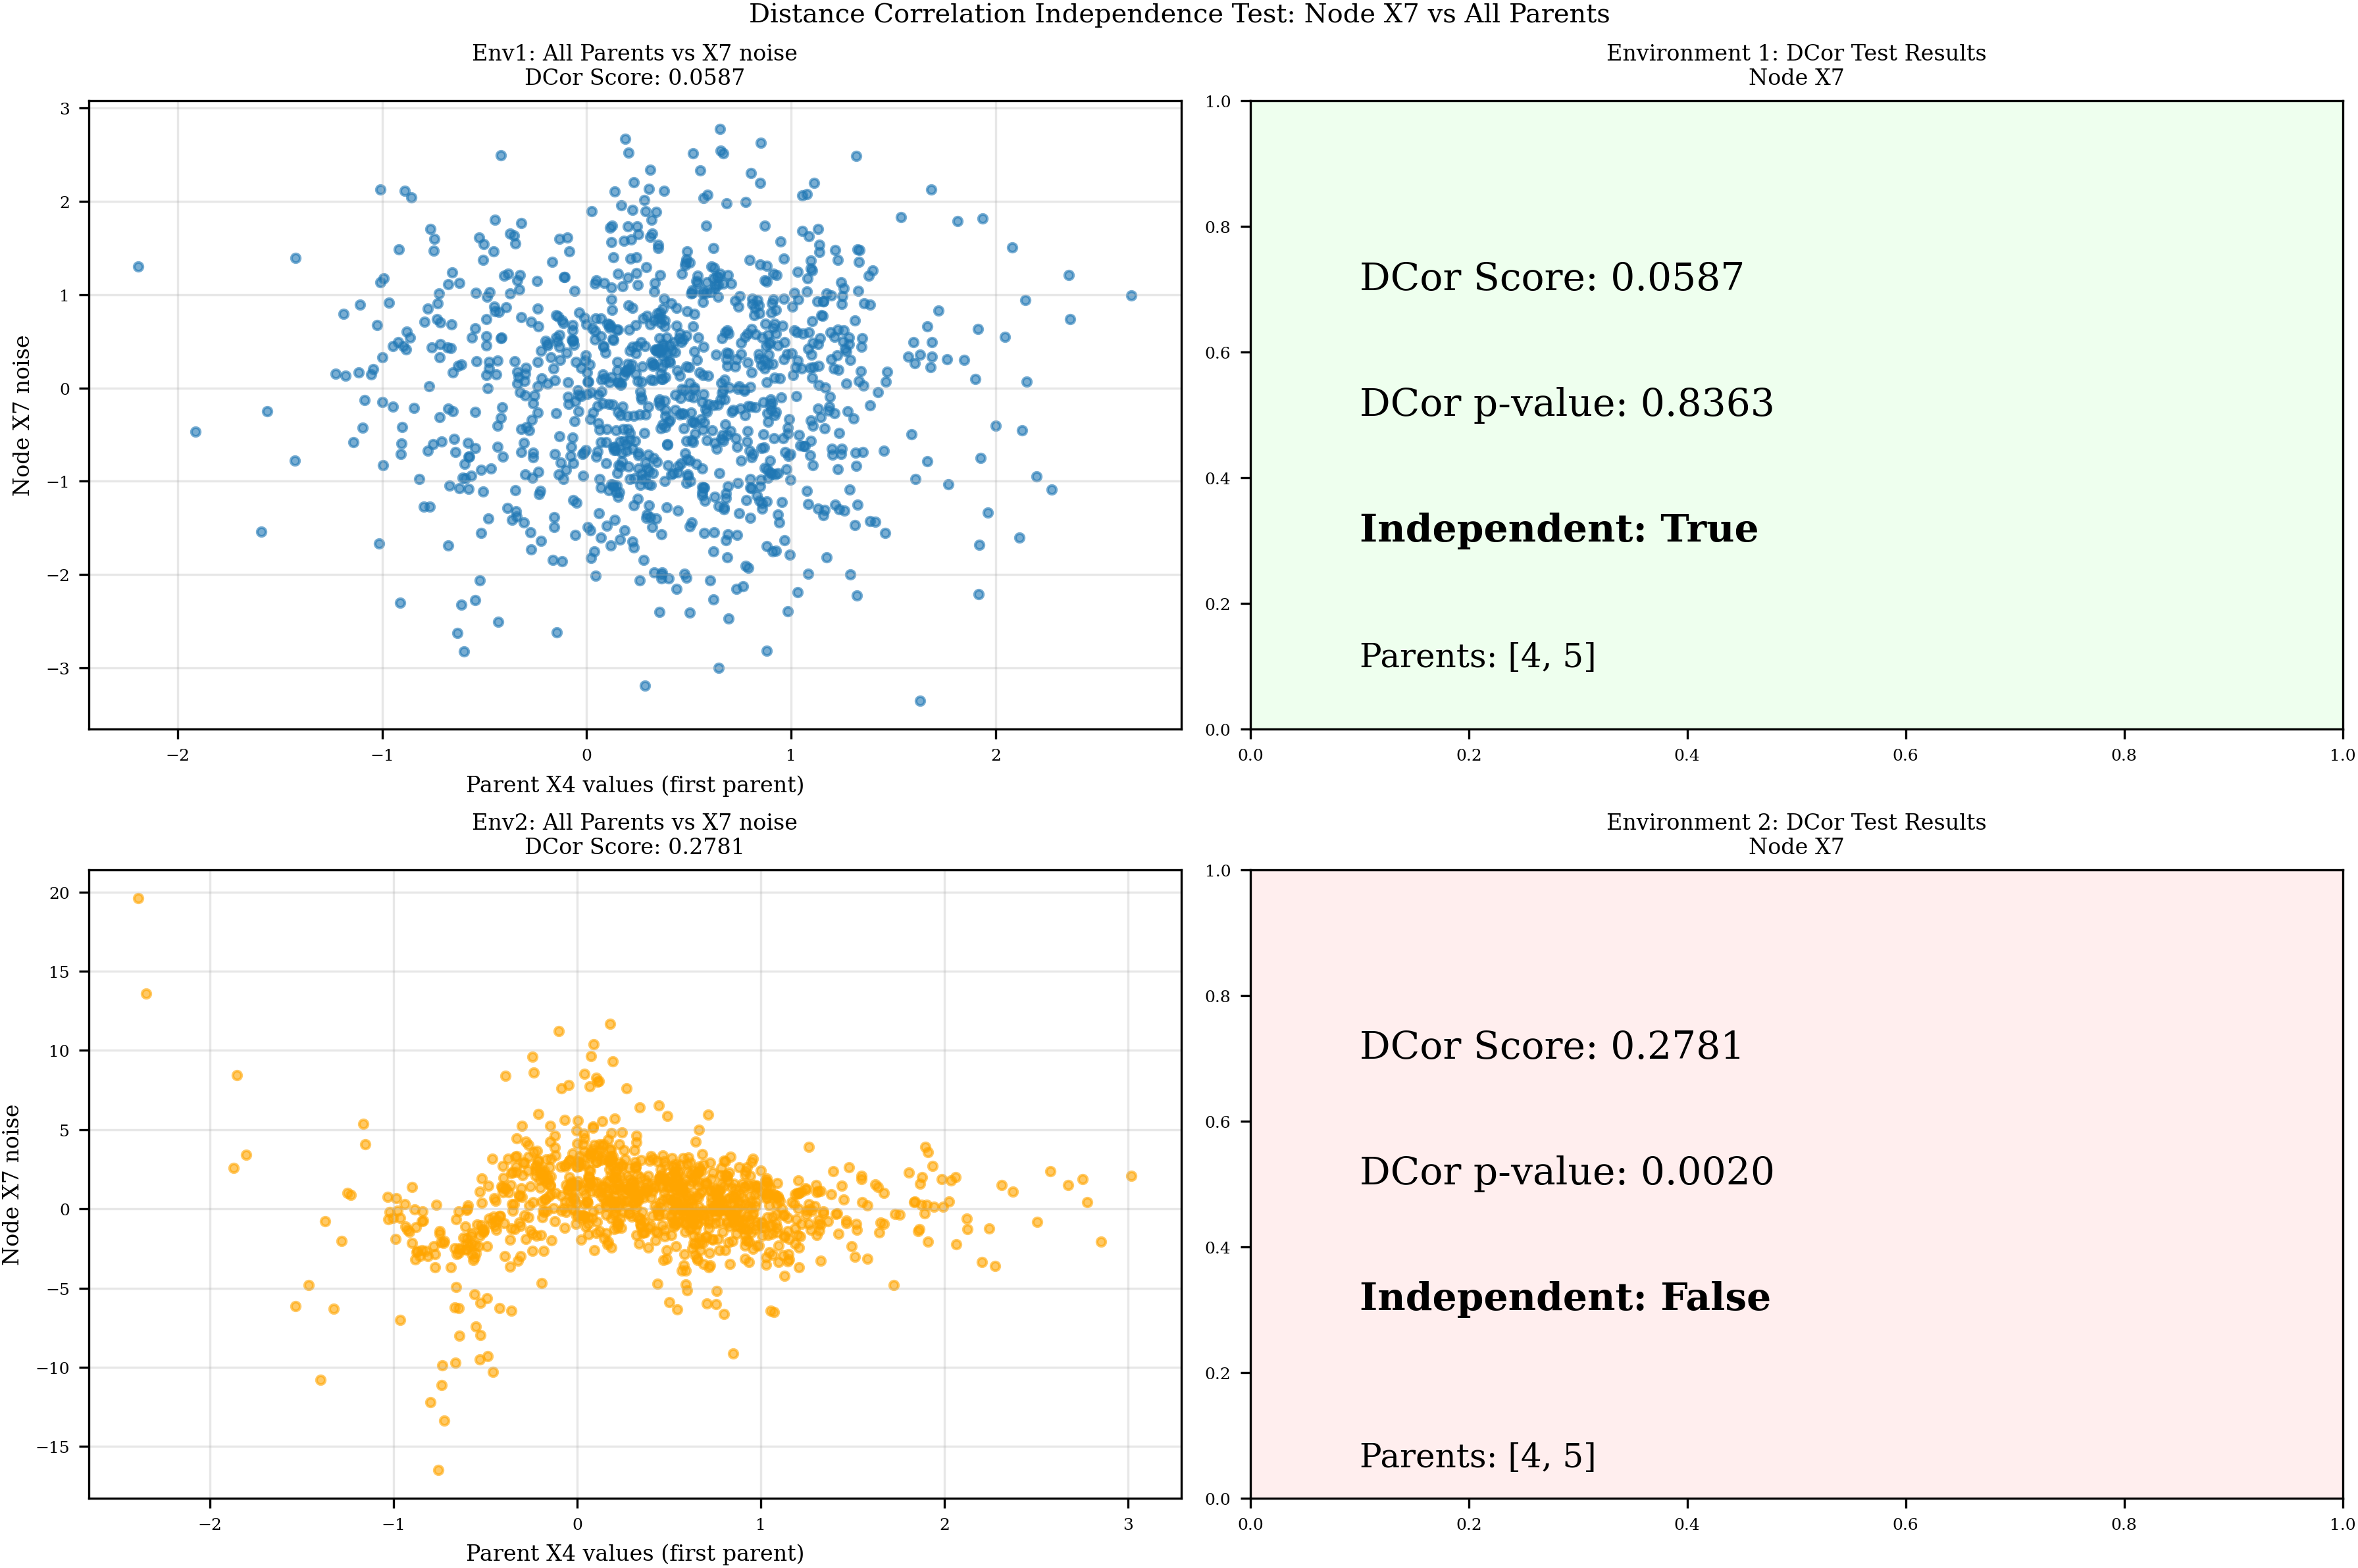 Distance Correlation Independence Test: Node X7 vs All Parents
Env1: All Parents vs X7 noise
DCor Score: 0.0587
3
2
1
0
−1
−2
−3
Node X7 noise
−2
−1
0
1
2
Parent X4 values (first parent)
Environment 1: DCor Test Results
Node X7
1.0
0.8
0.6
0.4
0.2
0.0
DCor Score: 0.0587
DCor p-value: 0.8363
Independent: True
Parents: [4, 5]
0.0
0.2
0.4
0.6
0.8
1.0
Env2: All Parents vs X7 noise
DCor Score: 0.2781
20
15
10
5
0
−5
−10
−15
Node X7 noise
−2
−1
0
1
2
3
Parent X4 values (first parent)
Environment 2: DCor Test Results
Node X7
1.0
0.8
0.6
0.4
0.2
0.0
DCor Score: 0.2781
DCor p-value: 0.0020
Independent: False
Parents: [4, 5]
0.0
0.2
0.4
0.6
0.8
1.0